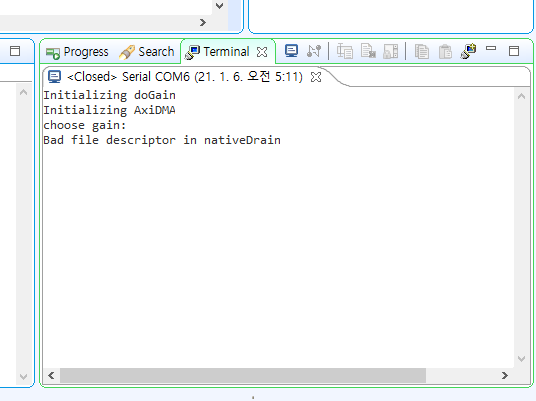 Progress Search Terminal
<Closed> Serial COM6 (21. 1. 6. 오전 5:11)
Initializing doGain
Initializing AxiDMA
choose gain:
Bad file descriptor in nativeDrain